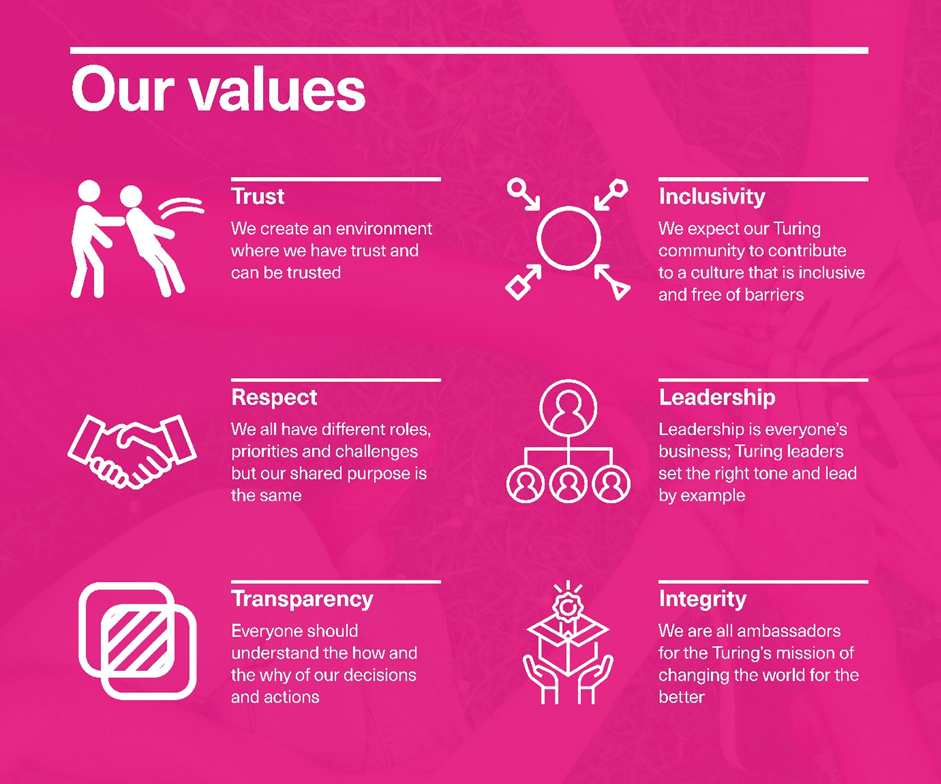 Our values
Trust
We create an environment
where we have trust and
can be trusted
Inclusivity
We expect our Turing
community to contribute
to a culture that is inclusive
and free of barriers
Respect
We all have different roles,
priorities and challenges
but our shared purpose is
the same
Leadership
Leadership is everyone's
business; Turing leaders
set the right tone and lead
by example
Transparency
Everyone should
understand the how and
the why of our decisions
and actions
Integrity
We are all ambassadors
for the Turing's mission of
changing the world for the
better